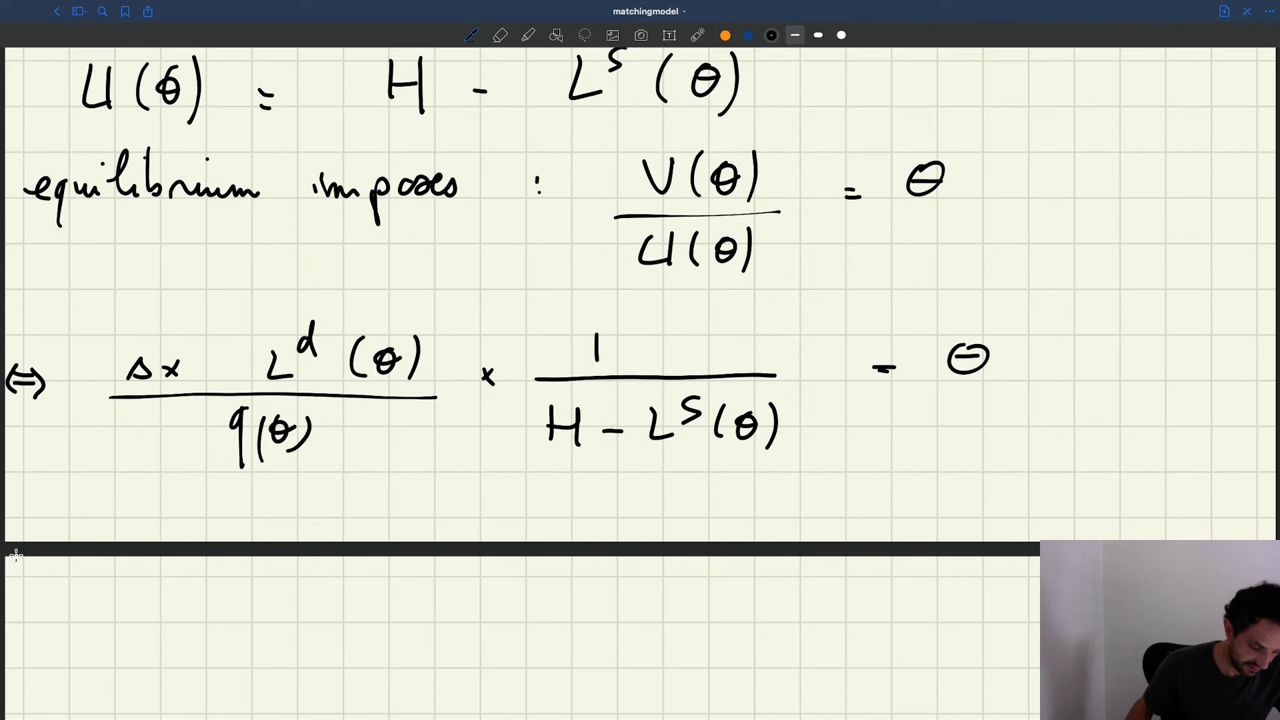 matchingmodel
U(θ) = H - L^s (θ)
equilibrium imposes : V(θ) / U(θ) = θ
⇔ s × L^d (θ) / q(θ) × 1 / (H - L^s(θ)) = θ